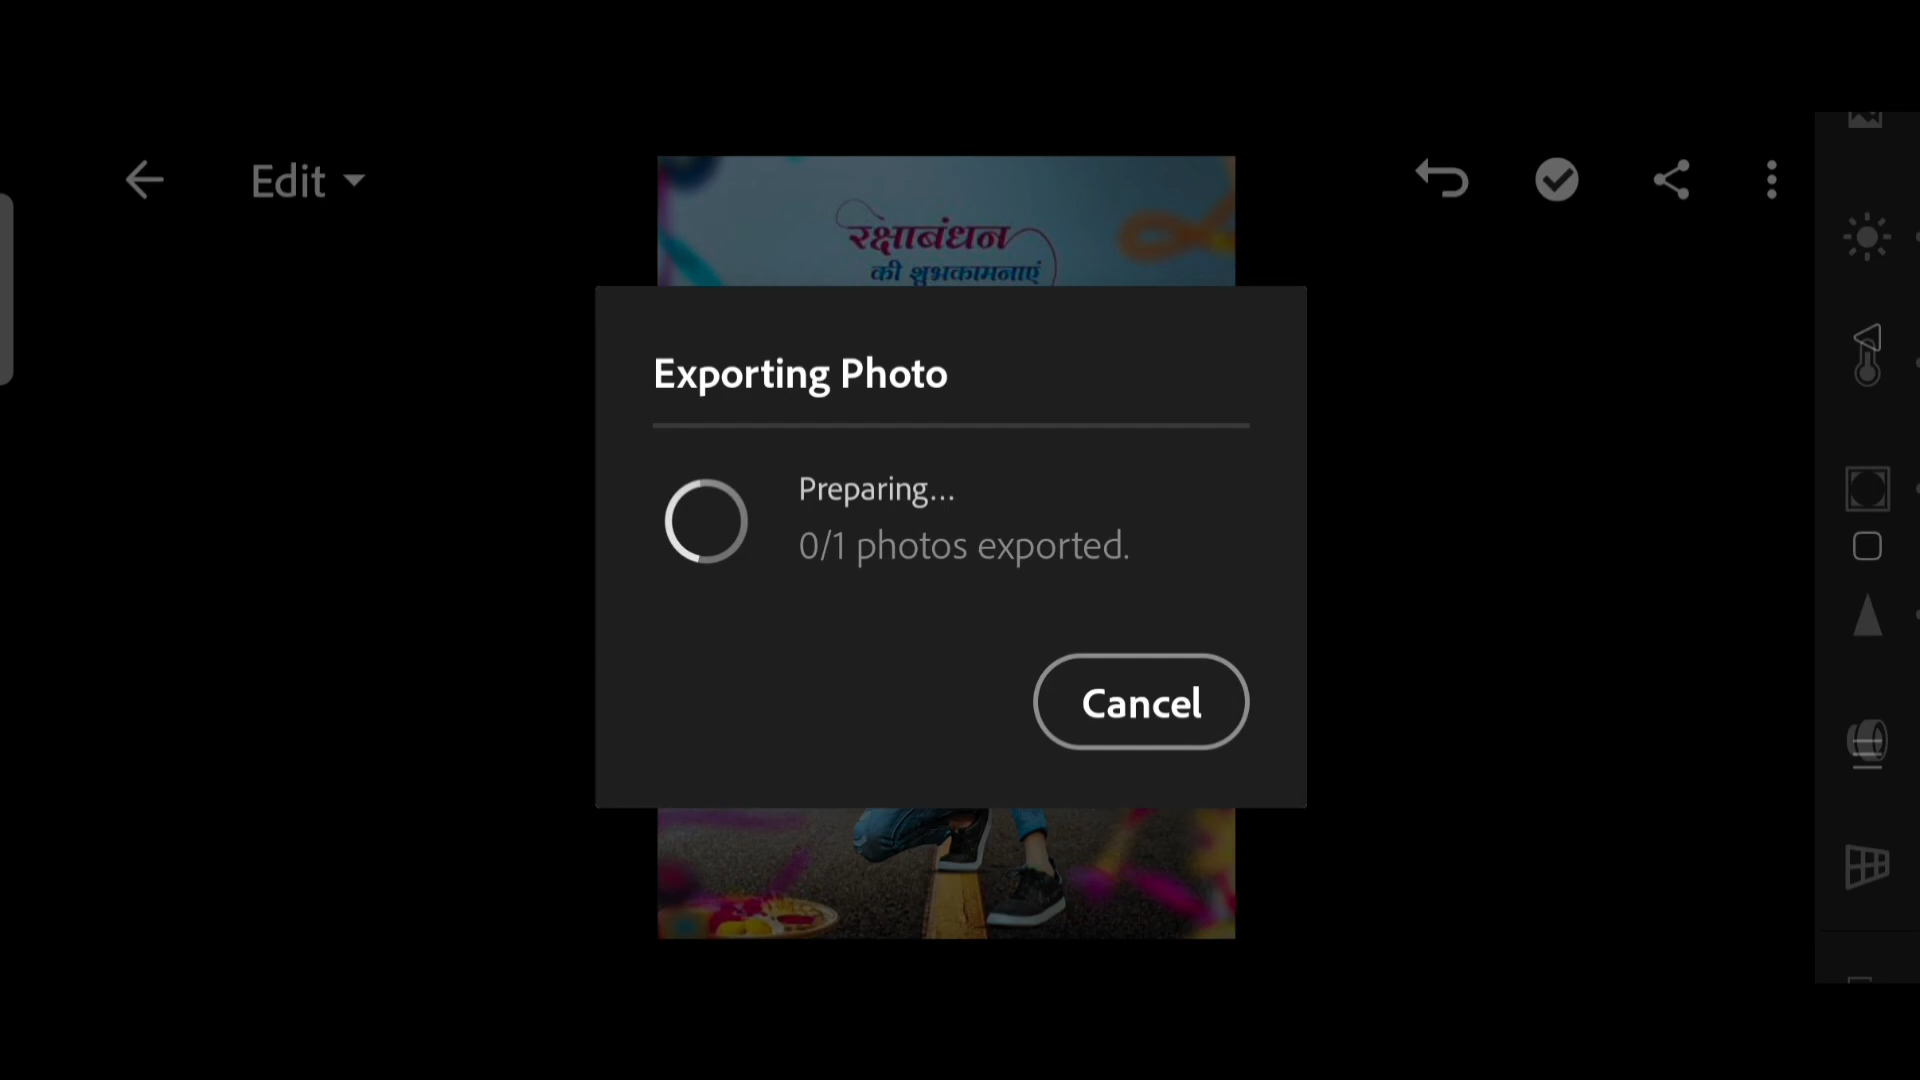 Edit
रक्षाबंधन
की शुभकामनाएं
Exporting Photo
Preparing...
0/1 photos exported.
Cancel